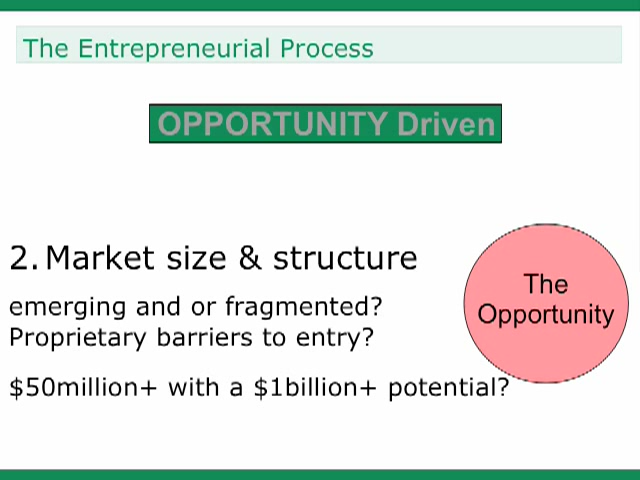 The Entrepreneurial Process
OPPORTUNITY Driven
2. Market size & structure
emerging and or fragmented?
Proprietary barriers to entry?
$50million+ with a $1billion+ potential?
The
Opportunity